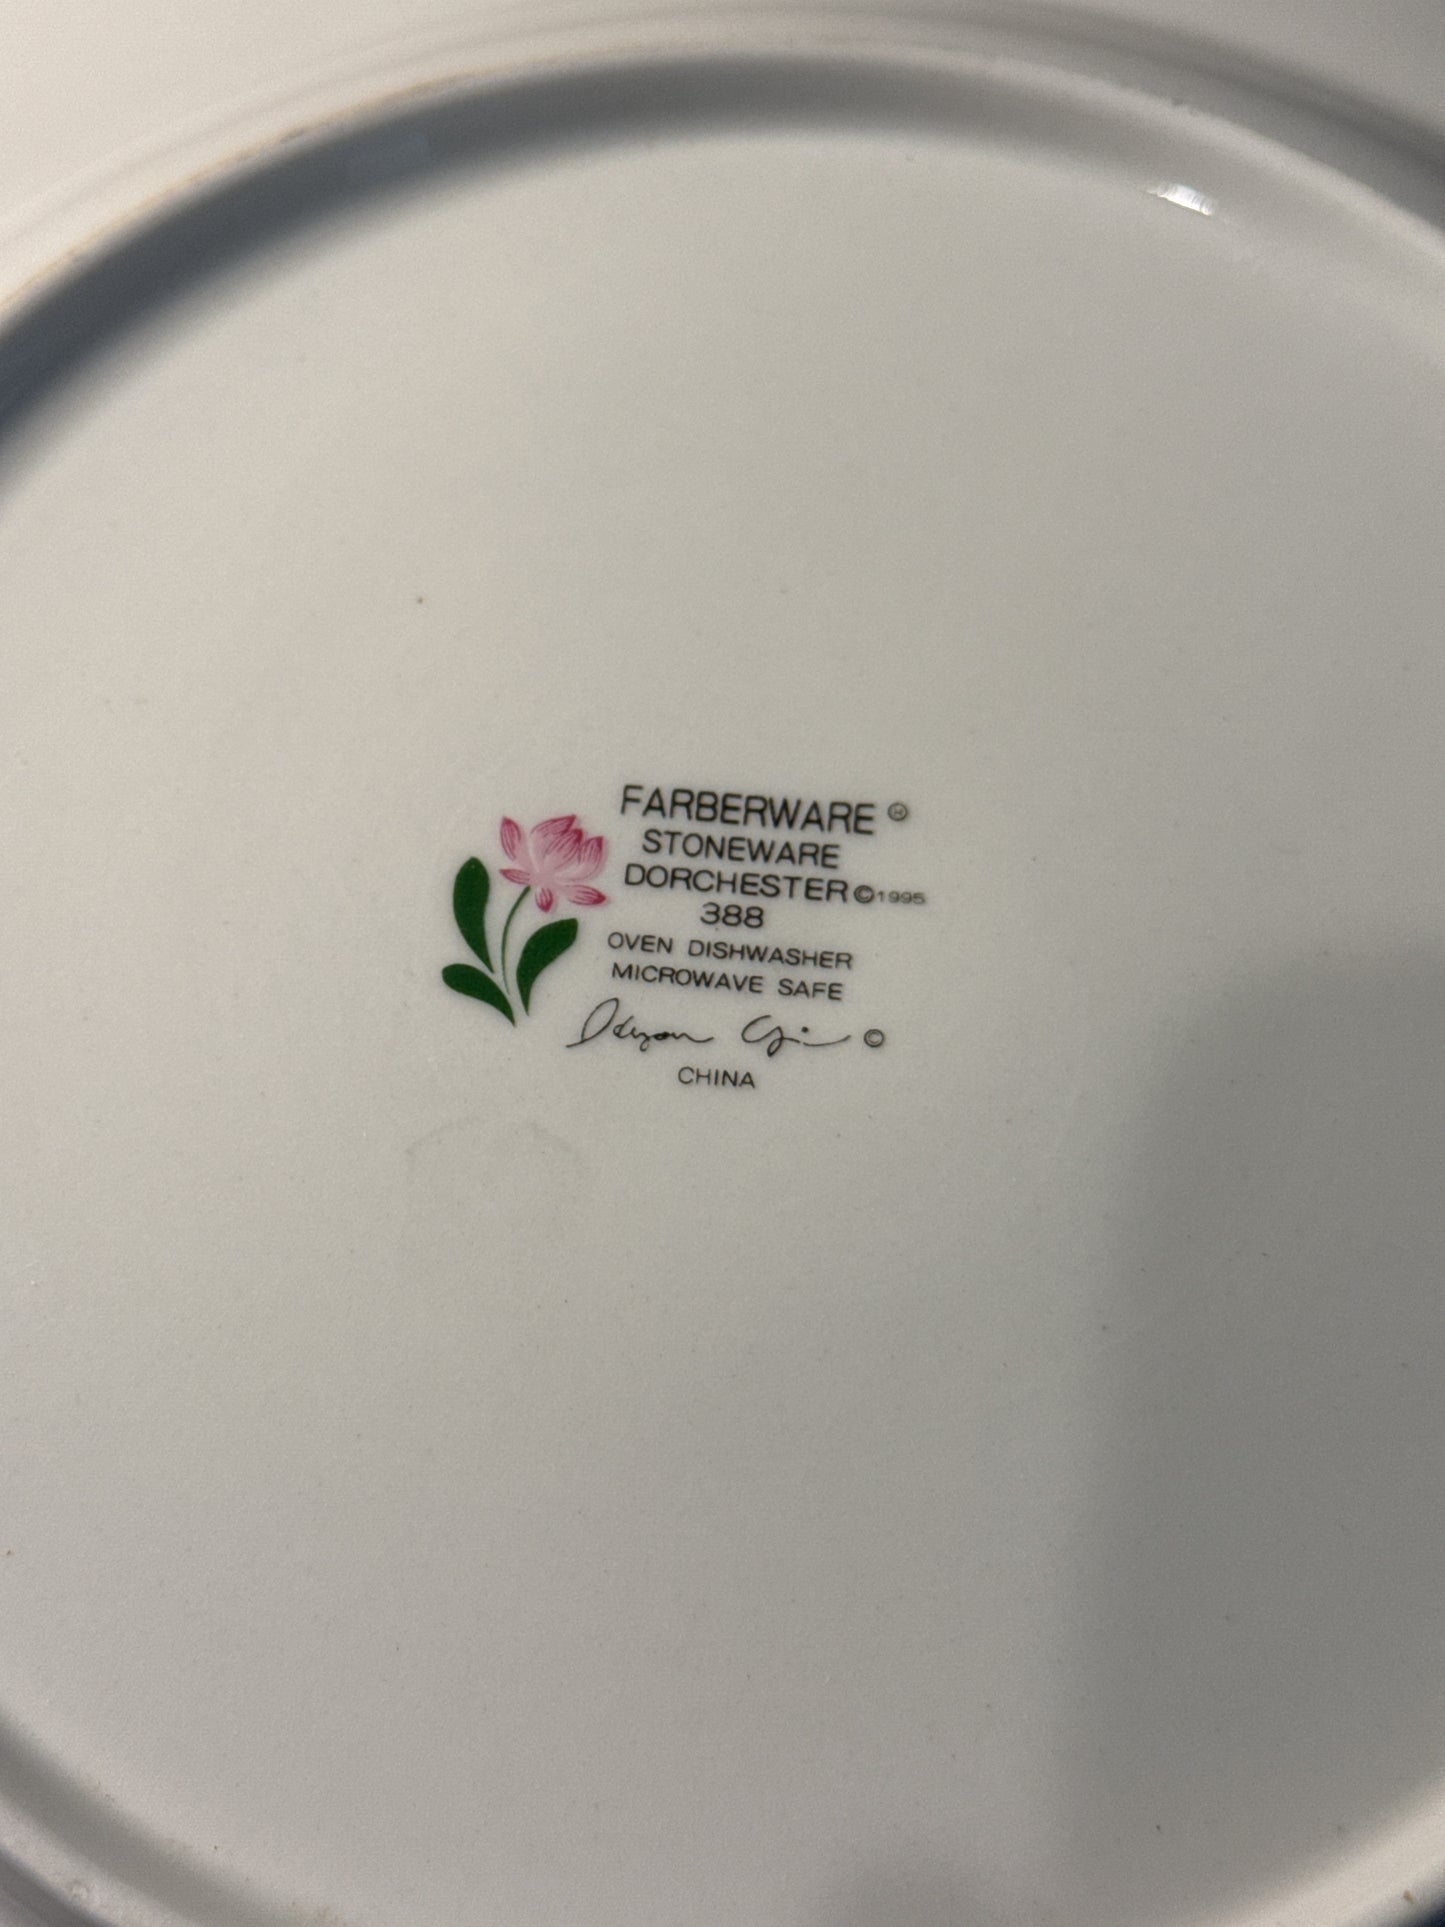 FARBERWARE ®
STONEWARE
DORCHESTER © 1995
388
OVEN DISHWASHER
MICROWAVE SAFE
©
CHINA